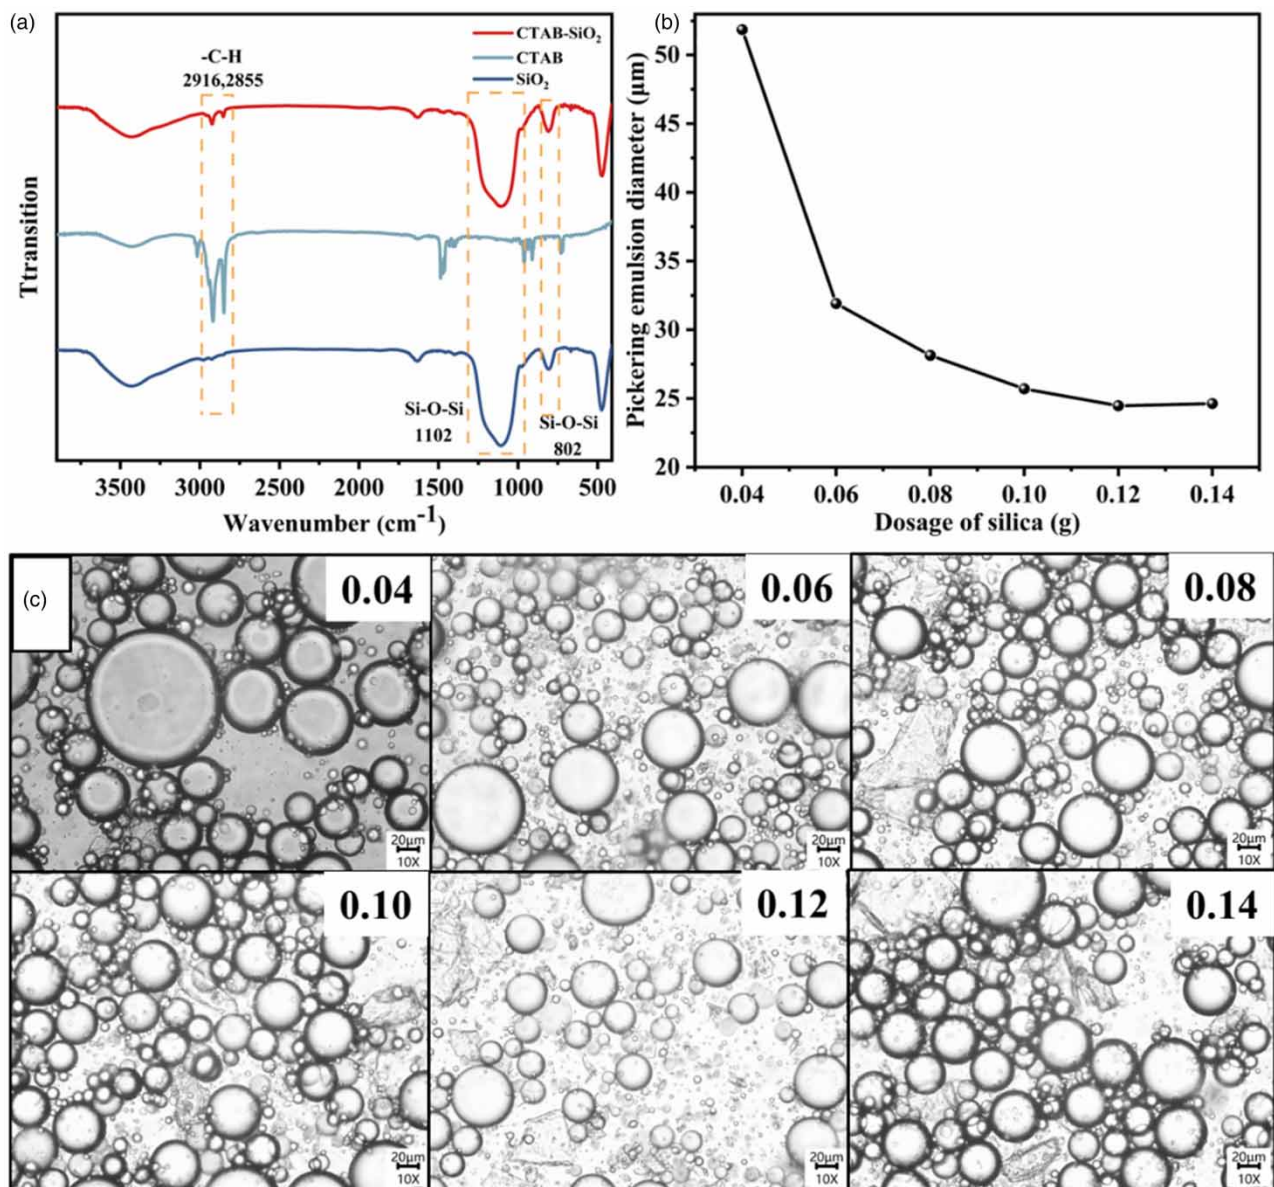 (a)
CTAB-SiO₂
CTAB
SiO₂
-C-H
2916,2855
Ttransition
Si-O-Si
1102
Si-O-Si
802
3500 3000 2500 2000 1500 1000 500
Wavenumber (cm⁻¹)
(b)
Pickering emulsion diameter (μm)
50
45
40
35
30
25
20
0.04 0.06 0.08 0.10 0.12 0.14
Dosage of silica (g)
(c)
0.04
20μm
10X
0.06
20μm
10X
0.08
20μm
10X
0.10
20μm
10X
0.12
20μm
10X
0.14
20μm
10X